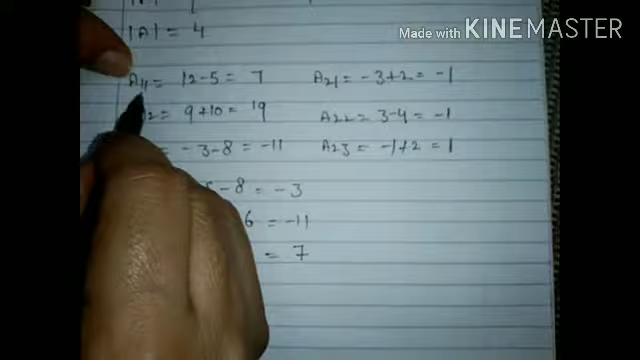 Made with KINEMASTER
|A| = 4
A11 = 12-5 = 7 A21 = -3+2 = -1
12 = 9+10 = 19 A22 = 3-4 = -1
= -3-8 = -11 A23 = -1+2 = 1
-8 = -3
6 = -11
= 7